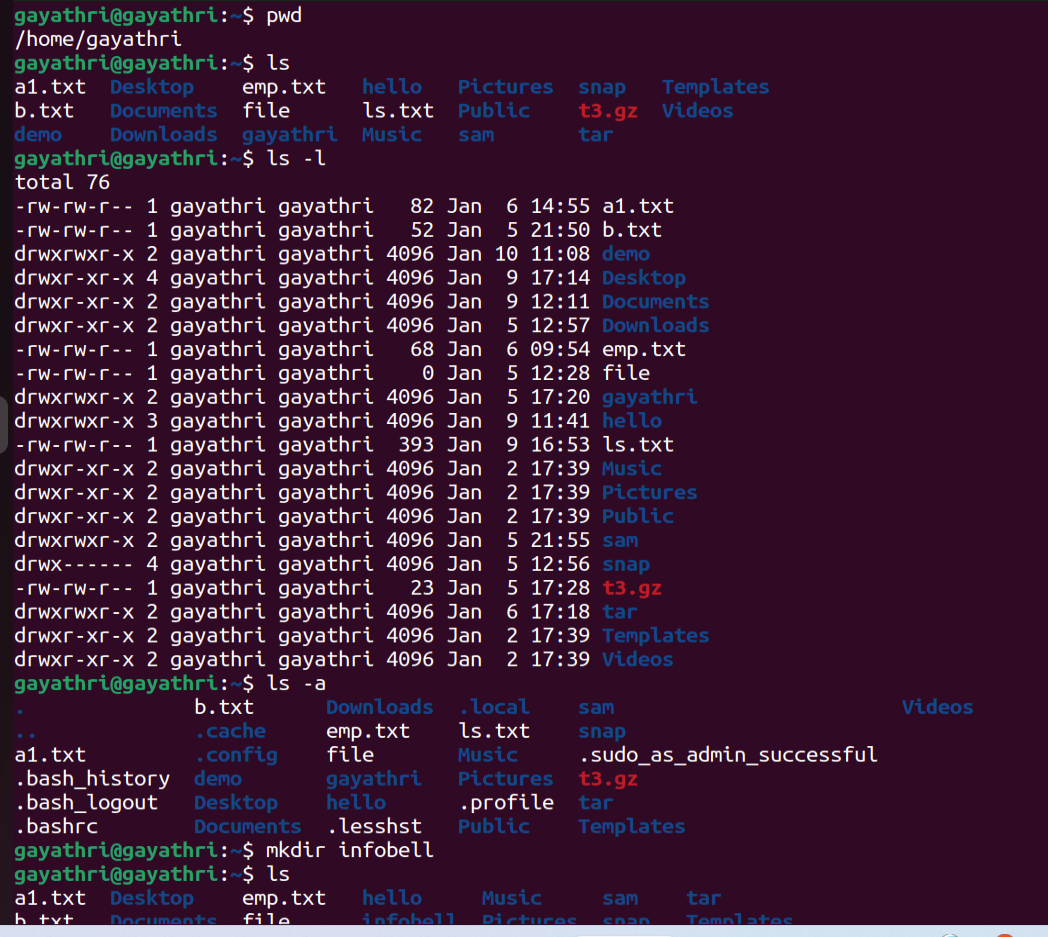 gayathri@gayathri:~$ pwd
/home/gayathri
gayathri@gayathri:~$ ls
a1.txt  Desktop    emp.txt   hello   Pictures  snap   Templates
b.txt   Documents  file      ls.txt  Public    t3.gz  Videos
demo    Downloads  gayathri  Music   sam       tar
gayathri@gayathri:~$ ls -l
total 76
-rw-rw-r-- 1 gayathri gayathri   82 Jan  6 14:55 a1.txt
-rw-rw-r-- 1 gayathri gayathri   52 Jan  5 21:50 b.txt
drwxrwxr-x 2 gayathri gayathri 4096 Jan 10 11:08 demo
drwxr-xr-x 4 gayathri gayathri 4096 Jan  9 17:14 Desktop
drwxr-xr-x 2 gayathri gayathri 4096 Jan  9 12:11 Documents
drwxr-xr-x 2 gayathri gayathri 4096 Jan  5 12:57 Downloads
-rw-rw-r-- 1 gayathri gayathri   68 Jan  6 09:54 emp.txt
-rw-rw-r-- 1 gayathri gayathri    0 Jan  5 12:28 file
drwxrwxr-x 2 gayathri gayathri 4096 Jan  5 17:20 gayathri
drwxrwxr-x 3 gayathri gayathri 4096 Jan  9 11:41 hello
-rw-rw-r-- 1 gayathri gayathri  393 Jan  9 16:53 ls.txt
drwxr-xr-x 2 gayathri gayathri 4096 Jan  2 17:39 Music
drwxr-xr-x 2 gayathri gayathri 4096 Jan  2 17:39 Pictures
drwxr-xr-x 2 gayathri gayathri 4096 Jan  2 17:39 Public
drwxrwxr-x 2 gayathri gayathri 4096 Jan  5 21:55 sam
drwx------ 4 gayathri gayathri 4096 Jan  5 12:56 snap
-rw-rw-r-- 1 gayathri gayathri   23 Jan  5 17:28 t3.gz
drwxrwxr-x 2 gayathri gayathri 4096 Jan  6 17:18 tar
drwxr-xr-x 2 gayathri gayathri 4096 Jan  2 17:39 Templates
drwxr-xr-x 2 gayathri gayathri 4096 Jan  2 17:39 Videos
gayathri@gayathri:~$ ls -a
.              b.txt      Downloads  .local    sam                        Videos
..             .cache     emp.txt    ls.txt    snap
a1.txt         .config    file       Music     .sudo_as_admin_successful
.bash_history  demo       gayathri   Pictures  t3.gz
.bash_logout   Desktop    hello      .profile  tar
.bashrc        Documents  .lesshst   Public    Templates
gayathri@gayathri:~$ mkdir infobell
gayathri@gayathri:~$ ls
a1.txt  Desktop    emp.txt   hello     Music     sam   tar
b.txt   Documents  file      infobell  Pictures  snap  Templates